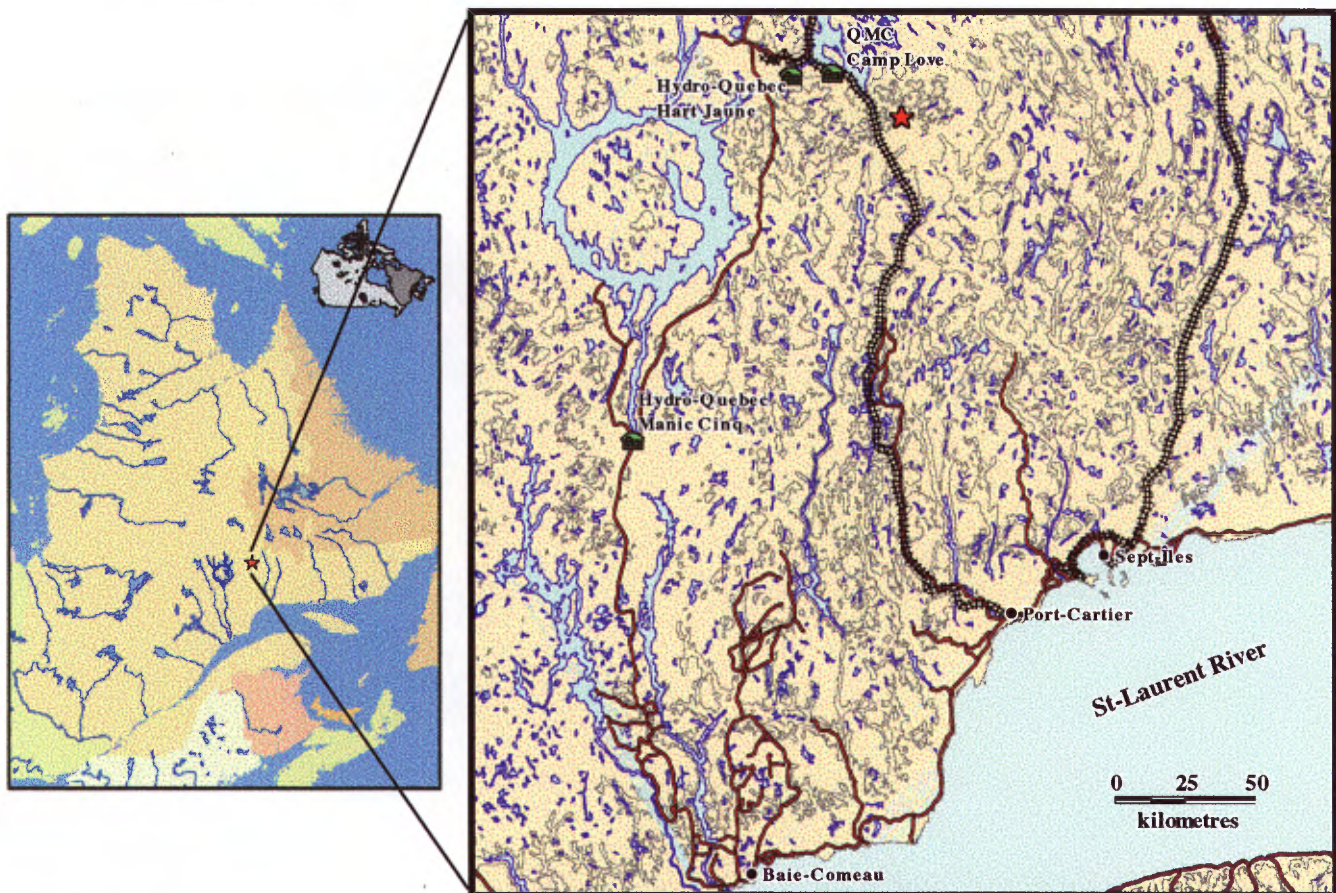 QMC
Camp Love
Hydro-Quebec
Hart Jaune
Hydro-Quebec
Manic Cinq
Sept-Îles
Port-Cartier
St-Laurent River
0 25 50
kilometres
Baie-Comeau